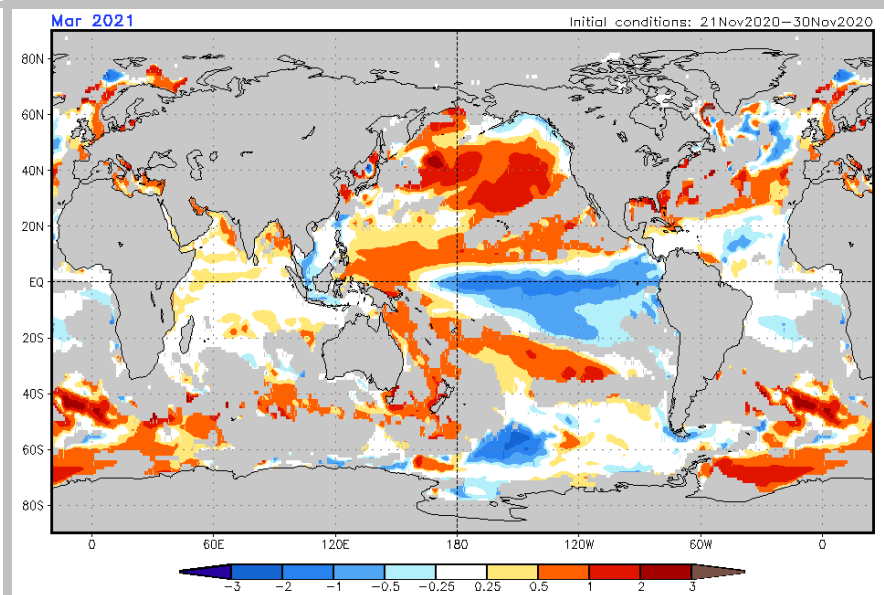 Mar 2021
Initial conditions: 21Nov2020−30Nov2020
80N
60N
40N
20N
EQ
20S
40S
60S
80S
0 60E 120E 180 120W 60W 0
−3 −2 −1 −0.5 −0.25 0.25 0.5 1 2 3